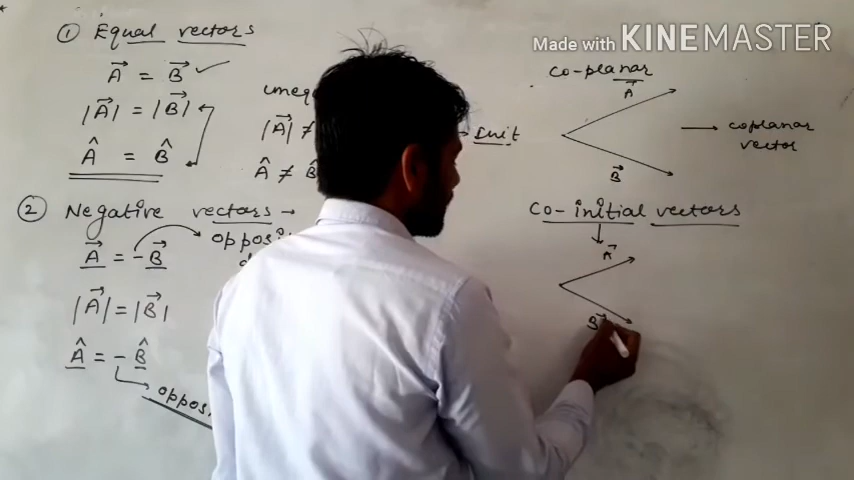 ① Equal vectors
A⃗ = B⃗ ✓
|A⃗| = |B⃗|
Â = B̂
|A⃗| ≠
unit
Â ≠ B̂
② Negative vectors →
A⃗ = -B⃗
|A⃗| = |B⃗|
Â = -B̂
Made with KINEMASTER
co-planar
A⃗
B⃗
coplanar
vector
co-initial vectors
A⃗
B⃗